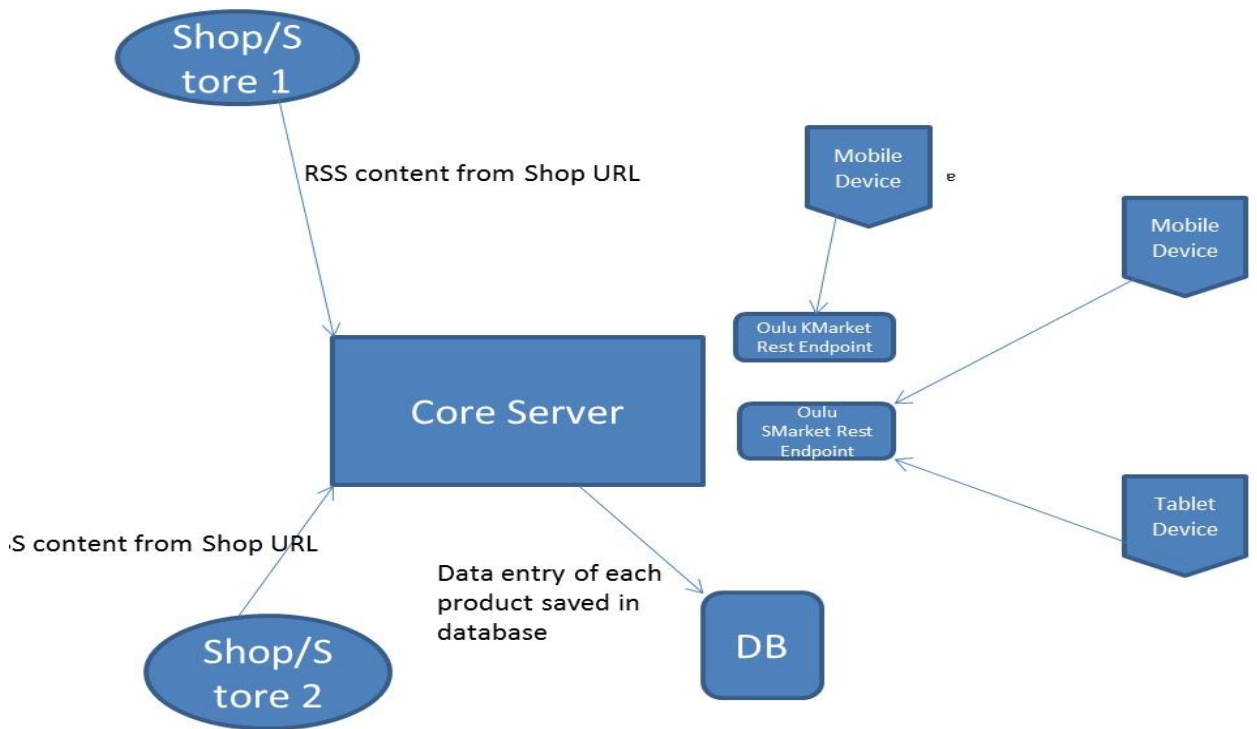 Shop/S
tore 1
RSS content from Shop URL
Mobile
Device
Mobile
Device
Oulu KMarket
Rest Endpoint
Core Server
Oulu
SMarket Rest
Endpoint
Tablet
Device
content from Shop URL
Data entry of each
product saved in
database
DB
Shop/S
tore 2